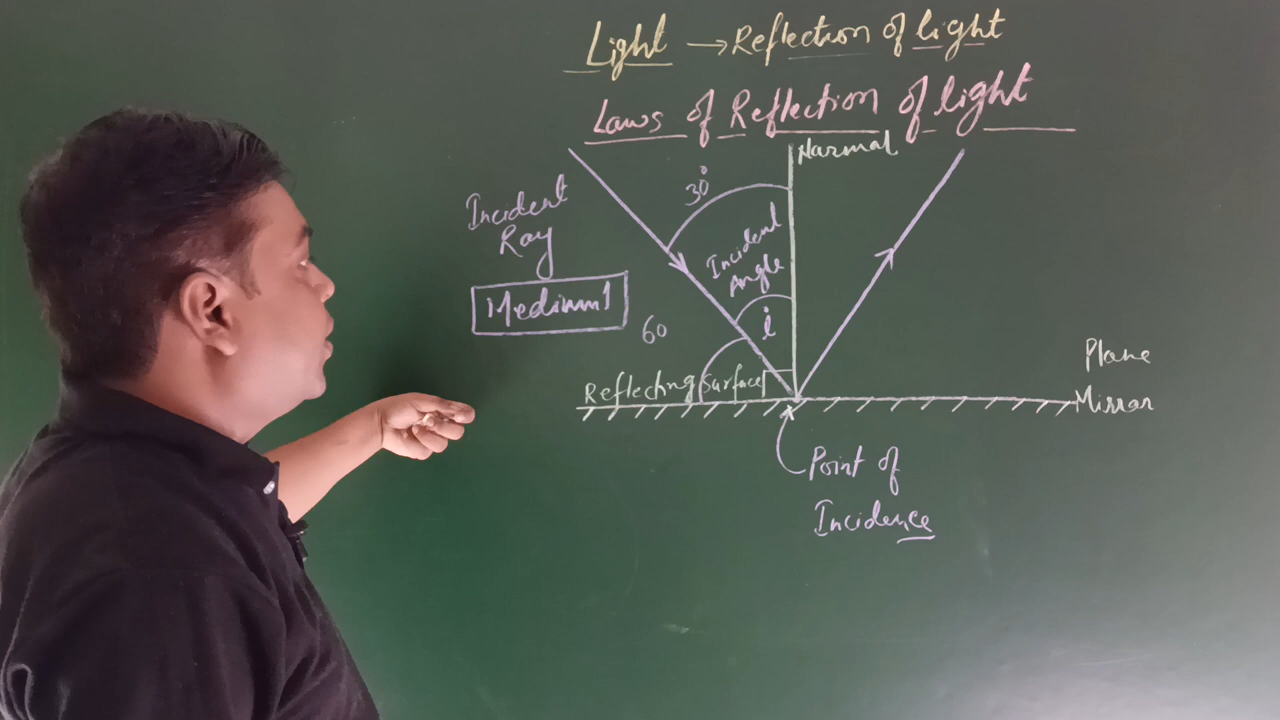 Light → Reflection of light
Laws of Reflection of light
Normal
30°
Incident
Ray
Incident
Angle
Medium 1
i
60
Reflecting surface
Plane
Mirror
Point of
Incidence